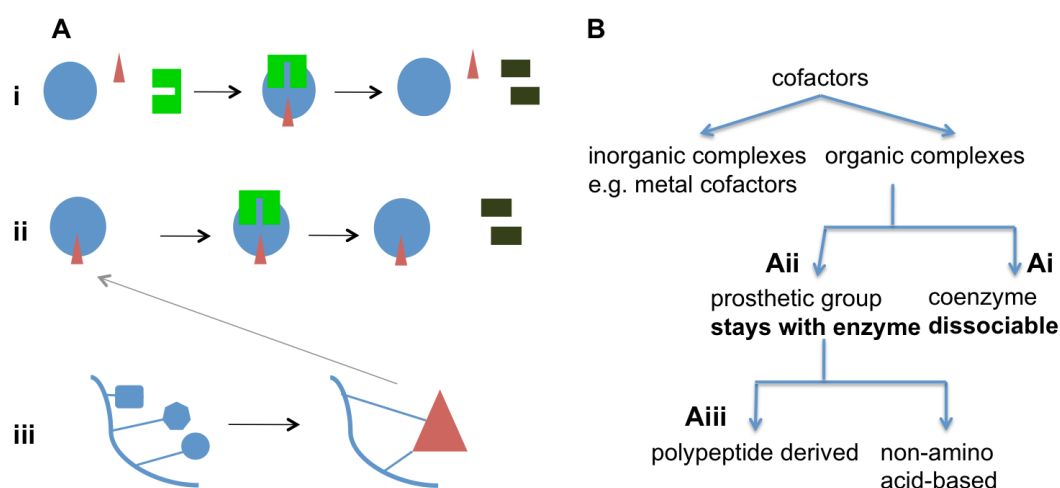 A
i
ii
iii
B
cofactors
inorganic complexes
e.g. metal cofactors
organic complexes
Aii
Ai
prosthetic group
stays with enzyme
coenzyme
dissociable
Aiii
polypeptide derived
non-amino
acid-based